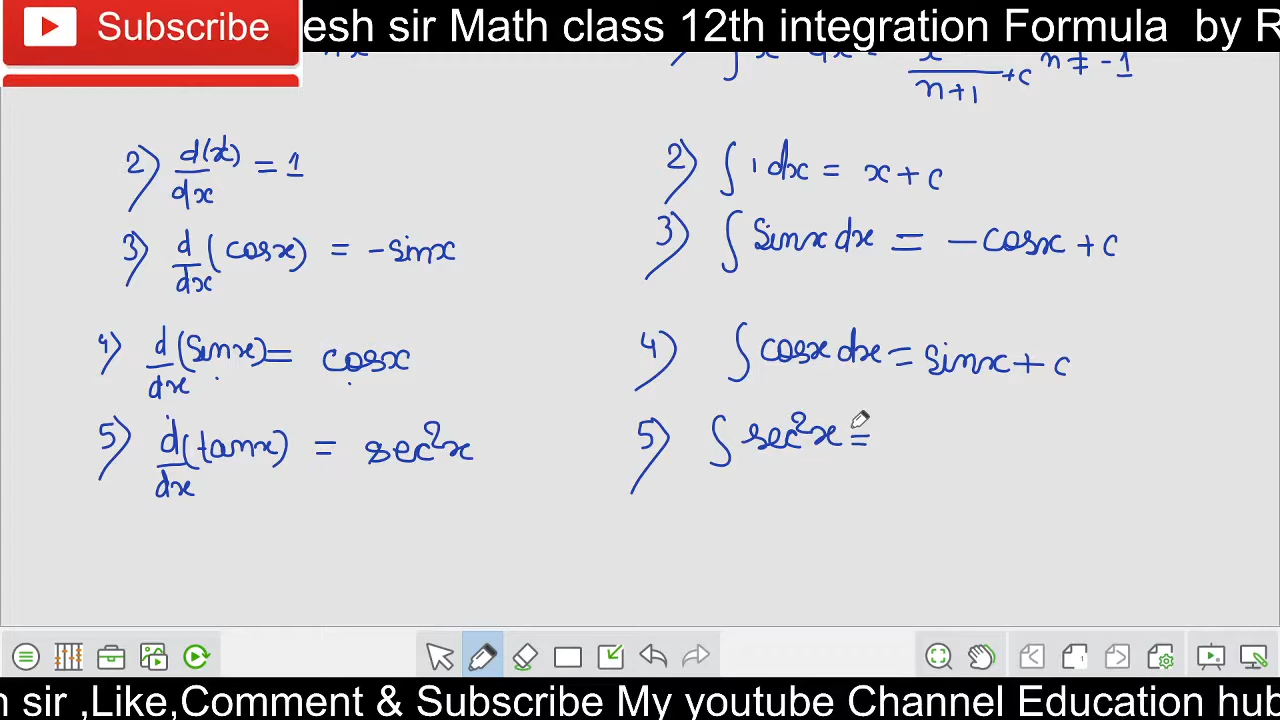 Subscribe
esh sir Math class 12th integration Formula by R
n+1 +c n ≠ -1
2) d(x)/dx = 1
2) ∫ 1 dx = x + c
3) d/dx (cosx) = -sinx
3) ∫ sinx dx = -cosx + c
4) d/dx (sinx) = cosx
4) ∫ cosx dx = sinx + c
5) d/dx (tanx) = sec²x
5) ∫ sec²x =
n sir ,Like,Comment & Subscribe My youtube Channel Education hub